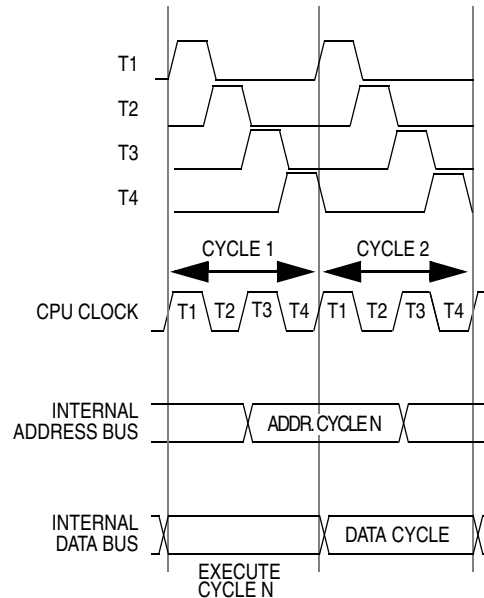 T1
T2
T3
T4
CYCLE 1 CYCLE 2
CPU CLOCK T1 T2 T3 T4 T1 T2 T3 T4
INTERNAL
ADDRESS BUS
ADDR. CYCLE N
INTERNAL
DATA BUS
DATA CYCLE
EXECUTE
CYCLE N